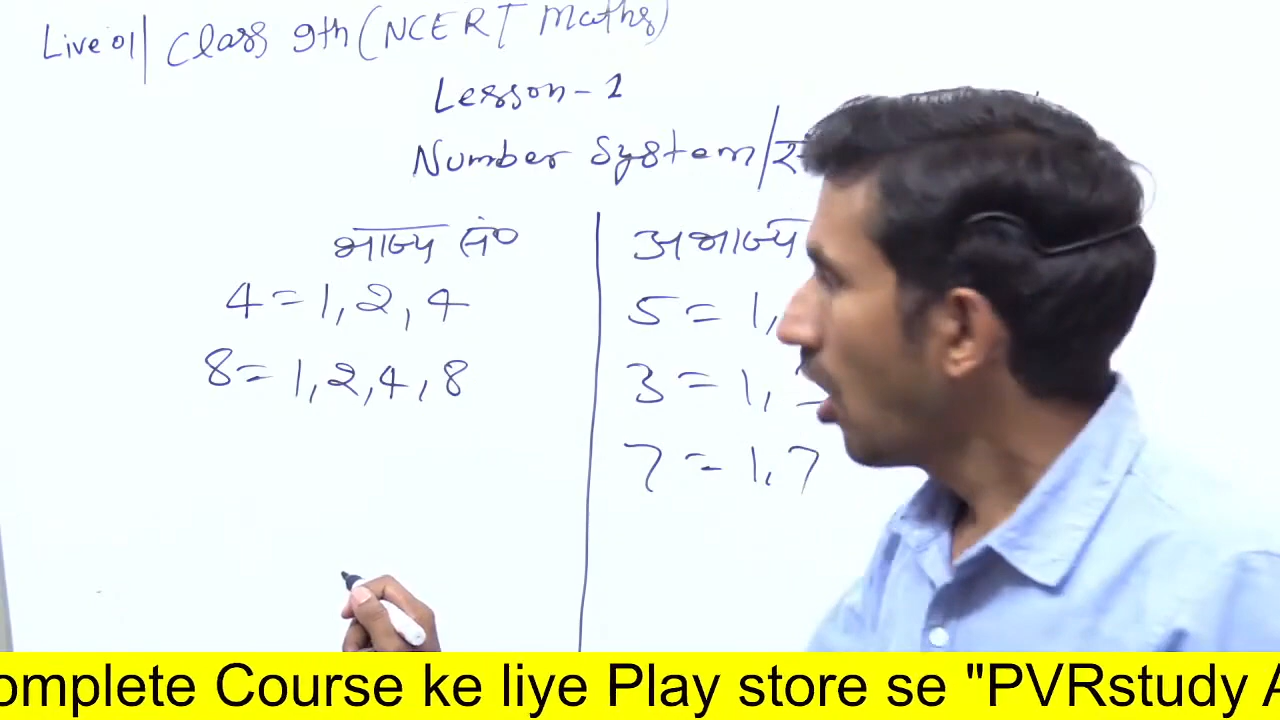 Live 01| Class 9th (NCERT Maths)
Lesson-1
Number System/
भाज्य सं०
अभाज्य
4 = 1, 2, 4
5 = 1,
8 = 1, 2, 4, 8
3 = 1, 3
7 = 1, 7
omplete Course ke liye Play store se "PVRstudy A